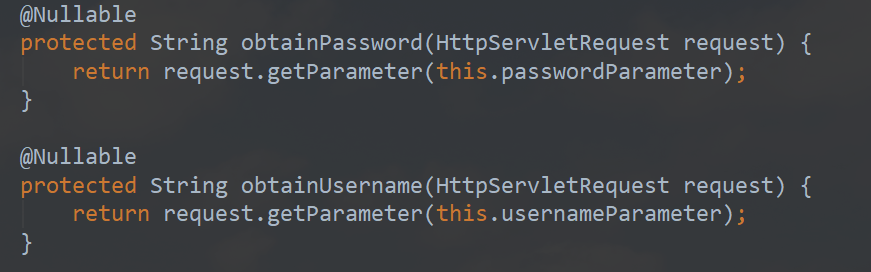 @Nullable
protected String obtainPassword(HttpServletRequest request) {
    return request.getParameter(this.passwordParameter);
}
@Nullable
protected String obtainUsername(HttpServletRequest request) {
    return request.getParameter(this.usernameParameter);
}